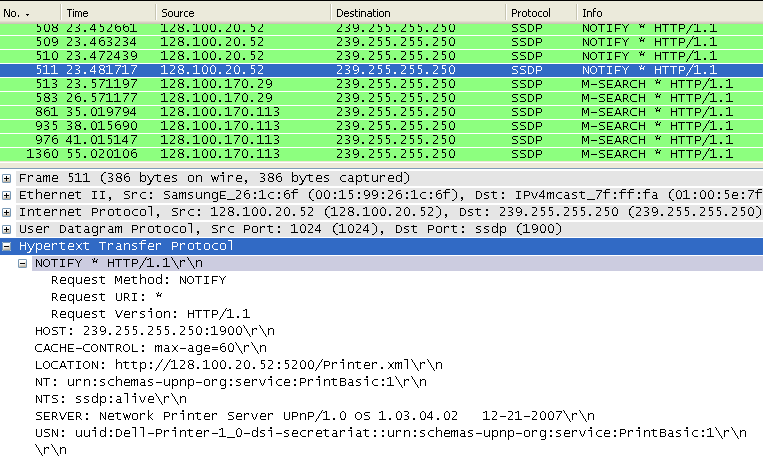 No. Time Source Destination Protocol Info
508 23.452661 128.100.20.52 239.255.255.250 SSDP NOTIFY * HTTP/1.1
509 23.463234 128.100.20.52 239.255.255.250 SSDP NOTIFY * HTTP/1.1
510 23.472439 128.100.20.52 239.255.255.250 SSDP NOTIFY * HTTP/1.1
511 23.481717 128.100.20.52 239.255.255.250 SSDP NOTIFY * HTTP/1.1
513 23.571197 128.100.170.29 239.255.255.250 SSDP M-SEARCH * HTTP/1.1
583 26.571177 128.100.170.29 239.255.255.250 SSDP M-SEARCH * HTTP/1.1
861 35.019794 128.100.170.113 239.255.255.250 SSDP M-SEARCH * HTTP/1.1
935 38.015690 128.100.170.113 239.255.255.250 SSDP M-SEARCH * HTTP/1.1
976 41.015147 128.100.170.113 239.255.255.250 SSDP M-SEARCH * HTTP/1.1
1360 55.020106 128.100.170.113 239.255.255.250 SSDP M-SEARCH * HTTP/1.1
Frame 511 (386 bytes on wire, 386 bytes captured)
Ethernet II, Src: SamsungE_26:1c:6f (00:15:99:26:1c:6f), Dst: IPv4mcast_7f:ff:fa (01:00:5e:7f
Internet Protocol, Src: 128.100.20.52 (128.100.20.52), Dst: 239.255.255.250 (239.255.255.250)
User Datagram Protocol, Src Port: 1024 (1024), Dst Port: ssdp (1900)
Hypertext Transfer Protocol
NOTIFY * HTTP/1.1\r\n
Request Method: NOTIFY
Request URI: *
Request Version: HTTP/1.1
HOST: 239.255.255.250:1900\r\n
CACHE-CONTROL: max-age=60\r\n
LOCATION: http://128.100.20.52:5200/Printer.xml\r\n
NT: urn:schemas-upnp-org:service:PrintBasic:1\r\n
NTS: ssdp:alive\r\n
SERVER: Network Printer Server UPnP/1.0 OS 1.03.04.02 12-21-2007\r\n
USN: uuid:Dell-Printer-1_0-dsi-secretariat::urn:schemas-upnp-org:service:PrintBasic:1\r\n
\r\n